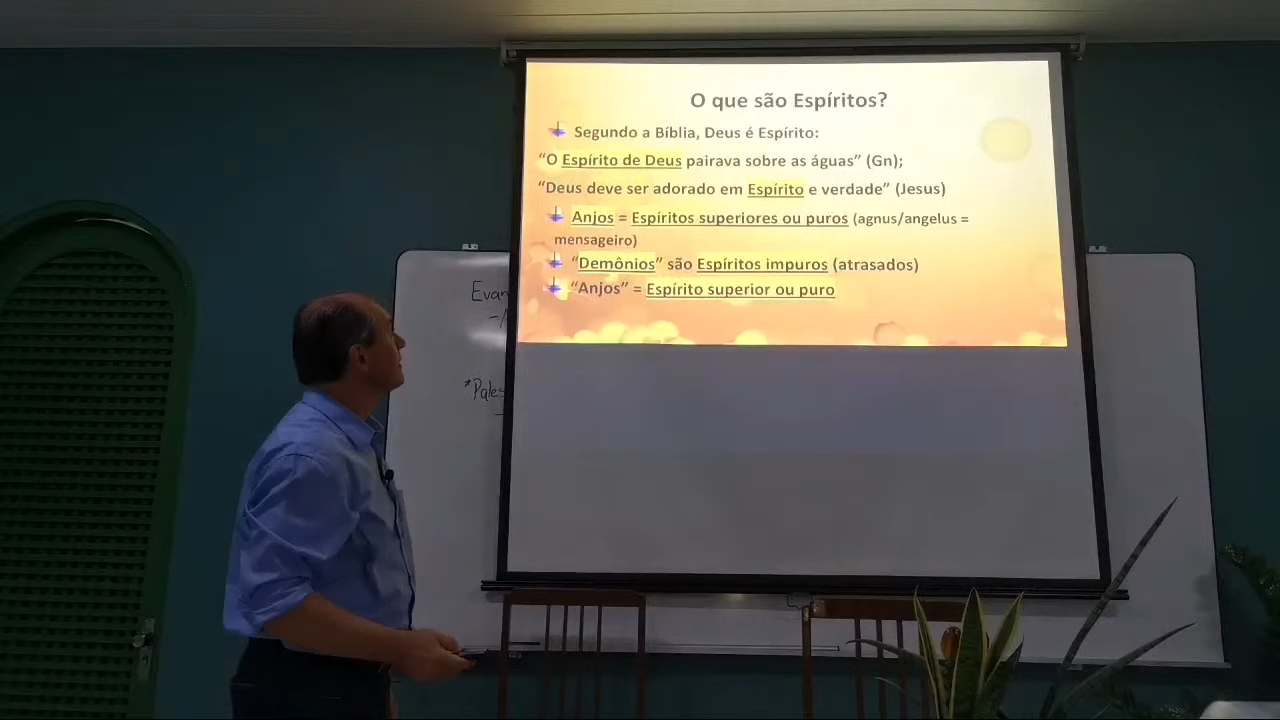 O que são Espíritos?
Segundo a Bíblia, Deus é Espírito:
“O Espírito de Deus pairava sobre as águas” (Gn);
“Deus deve ser adorado em Espírito e verdade” (Jesus)
Anjos = Espíritos superiores ou puros (agnus/angelus =
mensageiro)
“Demônios” são Espíritos impuros (atrasados)
“Anjos” = Espírito superior ou puro